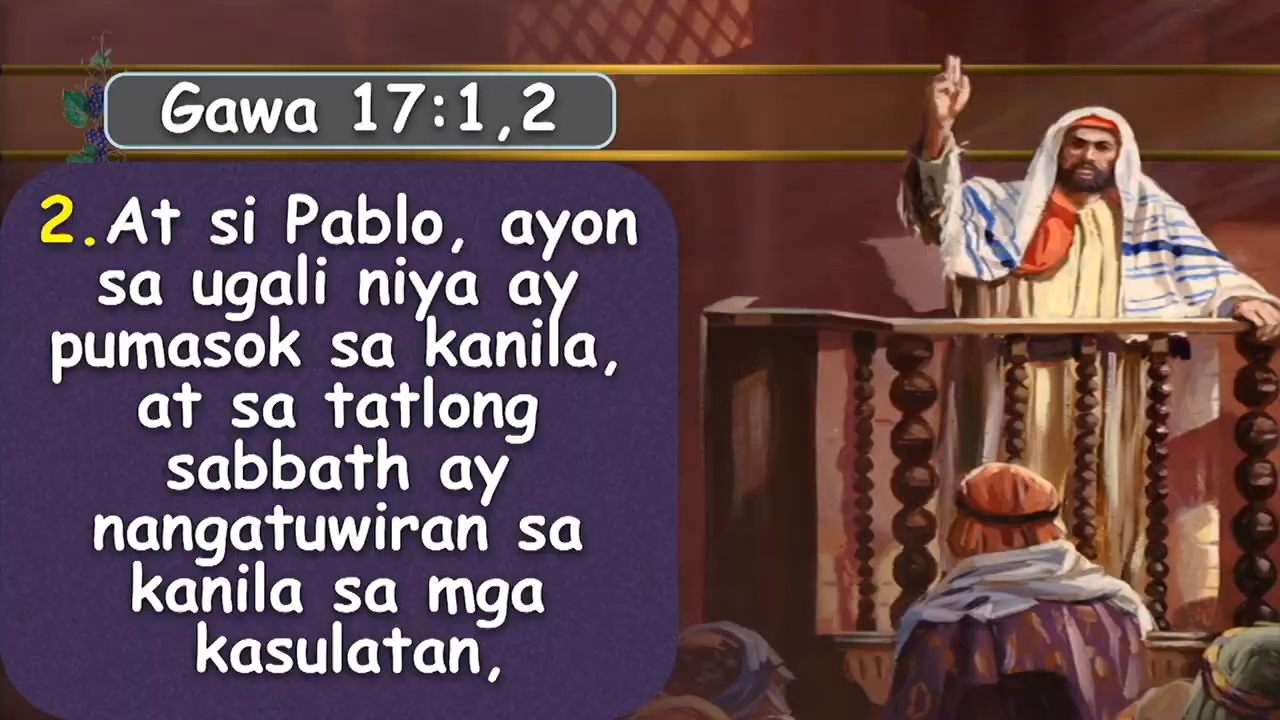 Gawa 17:1,2
2.At si Pablo, ayon
sa ugali niya ay
pumasok sa kanila,
at sa tatlong
sabbath ay
nangatuwiran sa
kanila sa mga
kasulatan,